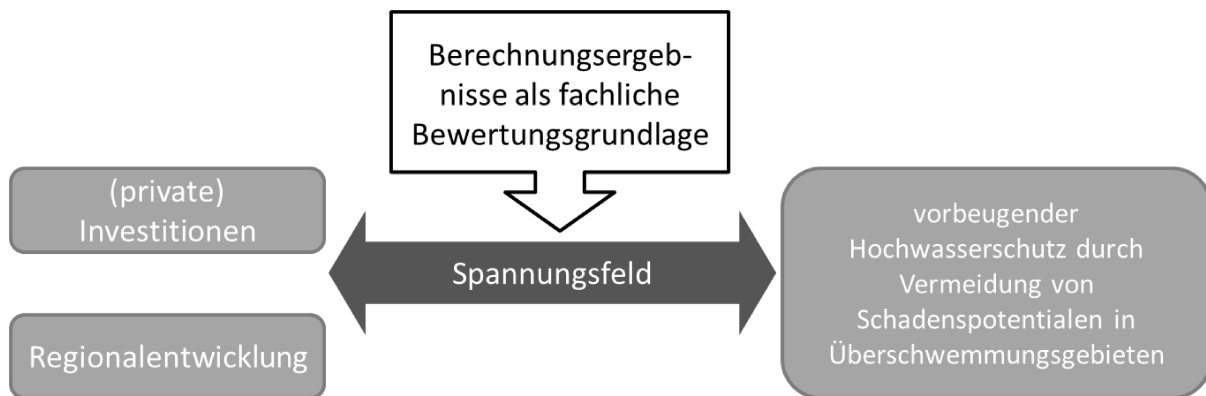 Berechnungsergeb-
nisse als fachliche
Bewertungsgrundlage
(private)
Investitionen
Regionalentwicklung
Spannungsfeld
vorbeugender
Hochwasserschutz durch
Vermeidung von
Schadenspotentialen in
Überschwemmungsgebieten